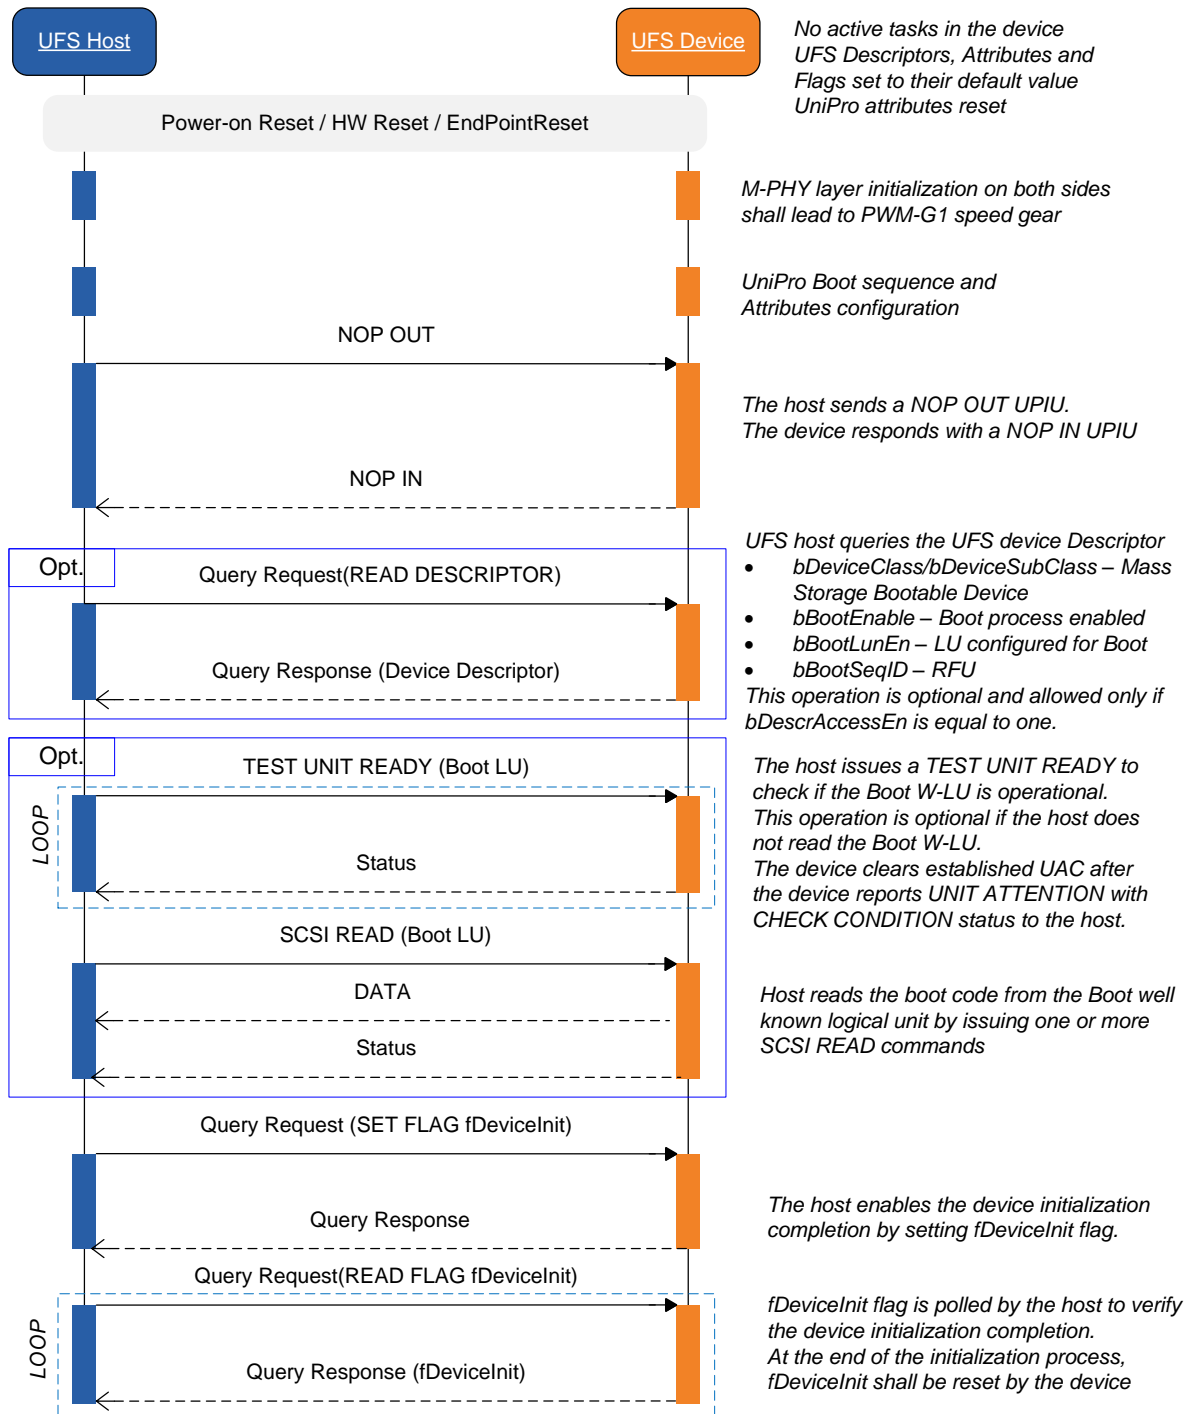 UFS Host
UFS Device
No active tasks in the device
UFS Descriptors, Attributes and
Flags set to their default value
UniPro attributes reset
Power-on Reset / HW Reset / EndPointReset
M-PHY layer initialization on both sides
shall lead to PWM-G1 speed gear
UniPro Boot sequence and
Attributes configuration
NOP OUT
The host sends a NOP OUT UPIU.
The device responds with a NOP IN UPIU
NOP IN
Opt.
Query Request(READ DESCRIPTOR)
Query Response (Device Descriptor)
UFS host queries the UFS device Descriptor
• bDeviceClass/bDeviceSubClass – Mass
Storage Bootable Device
• bBootEnable – Boot process enabled
• bBootLunEn – LU configured for Boot
• bBootSeqID – RFU
This operation is optional and allowed only if
bDescrAccessEn is equal to one.
Opt.
TEST UNIT READY (Boot LU)
LOOP
Status
The host issues a TEST UNIT READY to
check if the Boot W-LU is operational.
This operation is optional if the host does
not read the Boot W-LU.
The device clears established UAC after
the device reports UNIT ATTENTION with
CHECK CONDITION status to the host.
SCSI READ (Boot LU)
DATA
Status
Host reads the boot code from the Boot well
known logical unit by issuing one or more
SCSI READ commands
Query Request (SET FLAG fDeviceInit)
Query Response
The host enables the device initialization
completion by setting fDeviceInit flag.
Query Request(READ FLAG fDeviceInit)
LOOP
Query Response (fDeviceInit)
fDeviceInit flag is polled by the host to verify
the device initialization completion.
At the end of the initialization process,
fDeviceInit shall be reset by the device